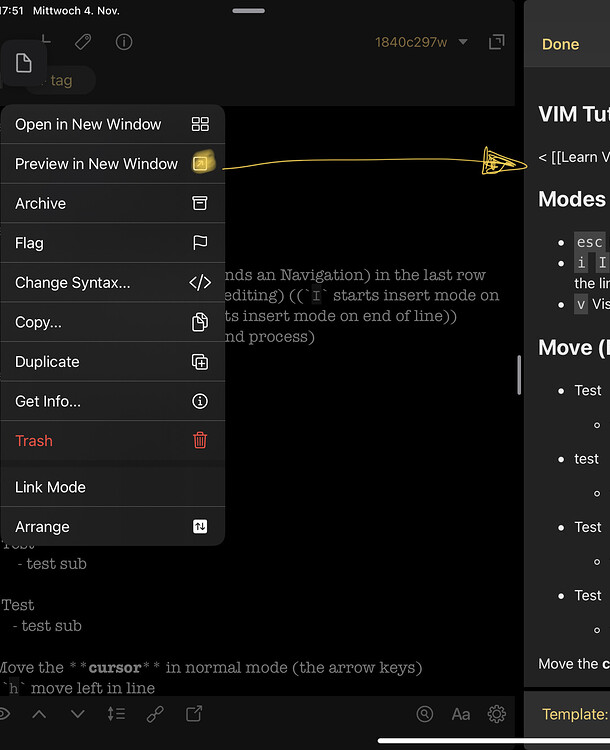 17:51 Mittwoch 4. Nov.
1840c297w
tag
Open in New Window
Preview in New Window
Archive
Flag
Change Syntax...
Copy...
Duplicate
Get Info...
Trash
Link Mode
Arrange
nds an Navigation) in the last row
editing) ((`I` starts insert mode on
ts insert mode on end of line))
nd process)
Test
- test sub
Test
- test sub
Move the **cursor** in normal mode (the arrow keys)
`h` move left in line
Aa
Done
VIM Tut
< [[Learn V
Modes
• esc
• i I
the lin
• v Vis
Move (
• Test
• test
• Test
• Test
Move the c
Template: